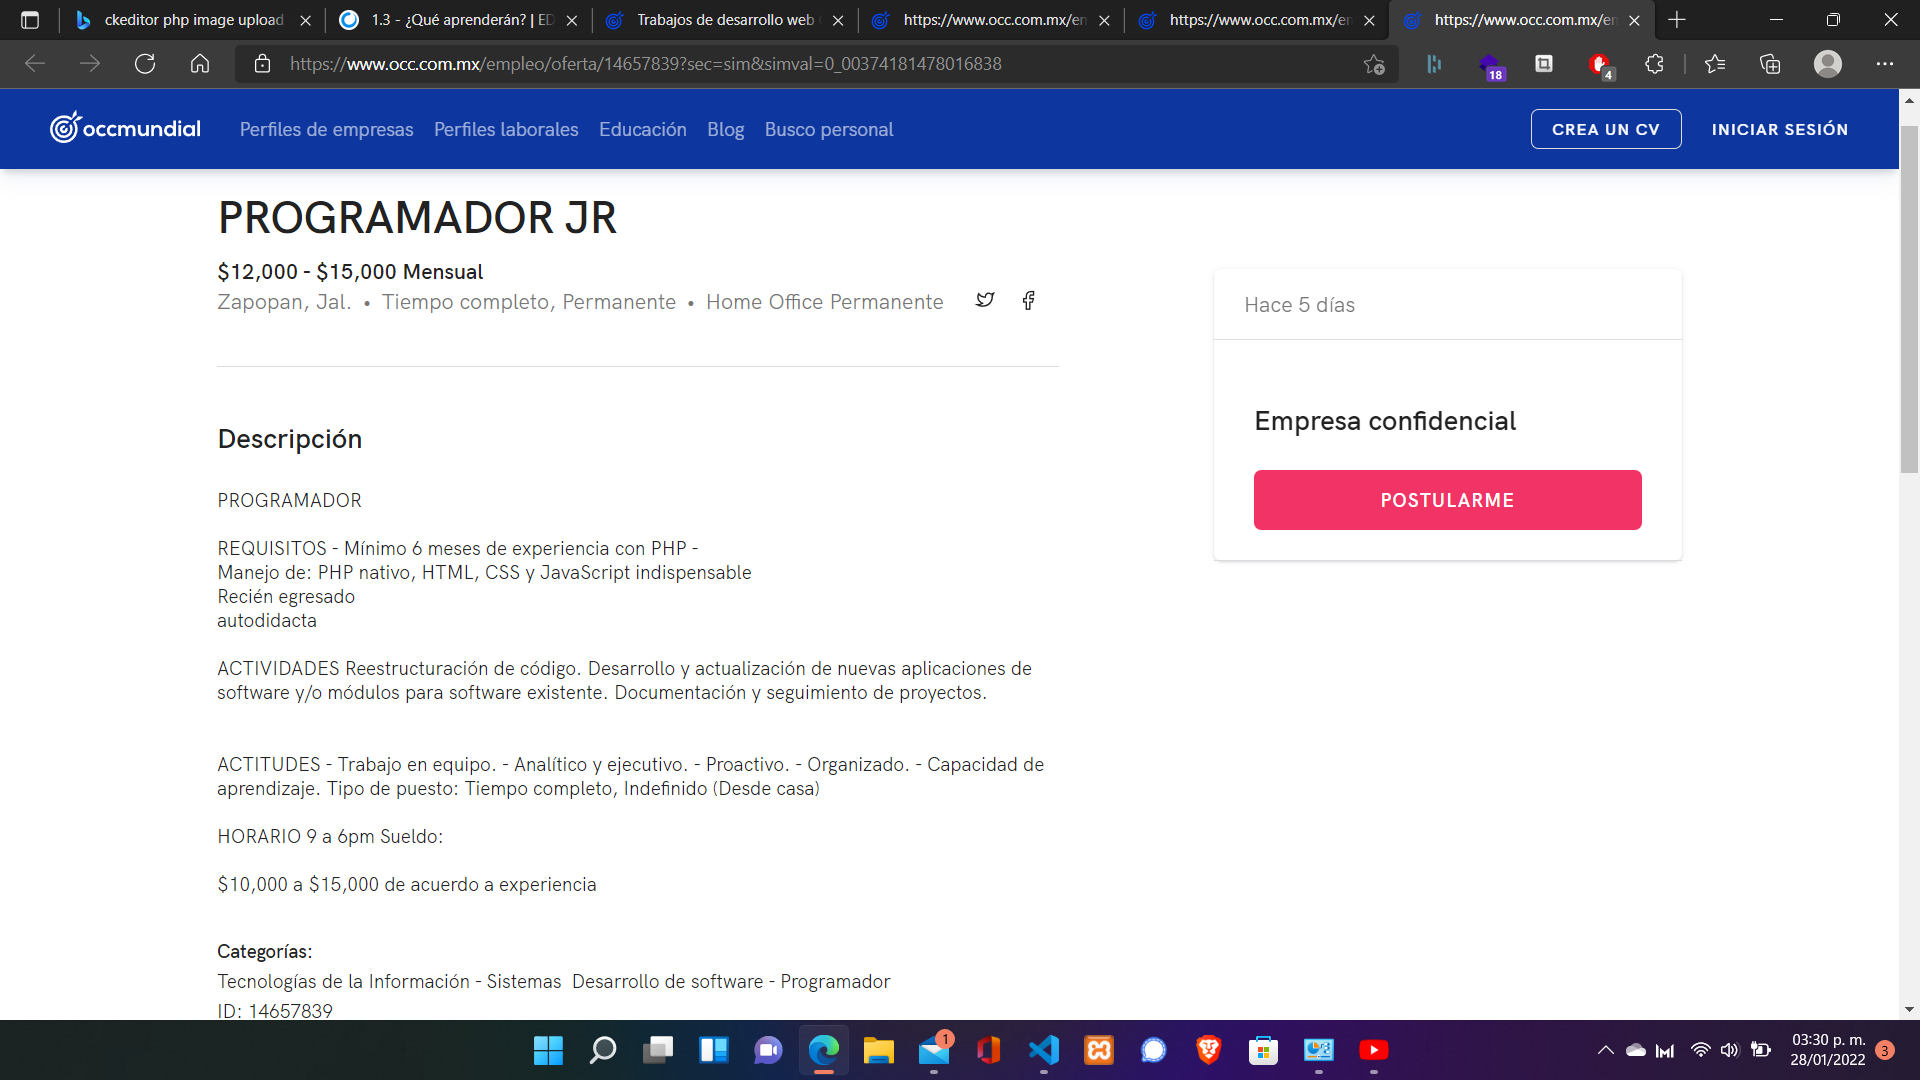 ckeditor php image upload
1.3 - ¿Qué aprenderán? | ED
Trabajos de desarrollo web
https://www.occ.com.mx/em
https://www.occ.com.mx/em
https://www.occ.com.mx/em
https://www.occ.com.mx/empleo/oferta/14657839?sec=sim&simval=0_00374181478016838
18
4
occmundial
Perfiles de empresas
Perfiles laborales
Educación
Blog
Busco personal
CREA UN CV
INICIAR SESIÓN
PROGRAMADOR JR
$12,000 - $15,000 Mensual
Zapopan, Jal. • Tiempo completo, Permanente • Home Office Permanente
Hace 5 días
Empresa confidencial
POSTULARME
Descripción
PROGRAMADOR
REQUISITOS - Mínimo 6 meses de experiencia con PHP -
Manejo de: PHP nativo, HTML, CSS y JavaScript indispensable
Recién egresado
autodidacta
ACTIVIDADES Reestructuración de código. Desarrollo y actualización de nuevas aplicaciones de
software y/o módulos para software existente. Documentación y seguimiento de proyectos.
ACTITUDES - Trabajo en equipo. - Analítico y ejecutivo. - Proactivo. - Organizado. - Capacidad de
aprendizaje. Tipo de puesto: Tiempo completo, Indefinido (Desde casa)
HORARIO 9 a 6pm Sueldo:
$10,000 a $15,000 de acuerdo a experiencia
Categorías:
Tecnologías de la Información - Sistemas Desarrollo de software - Programador
ID: 14657839
1
03:30 p. m.
28/01/2022
3